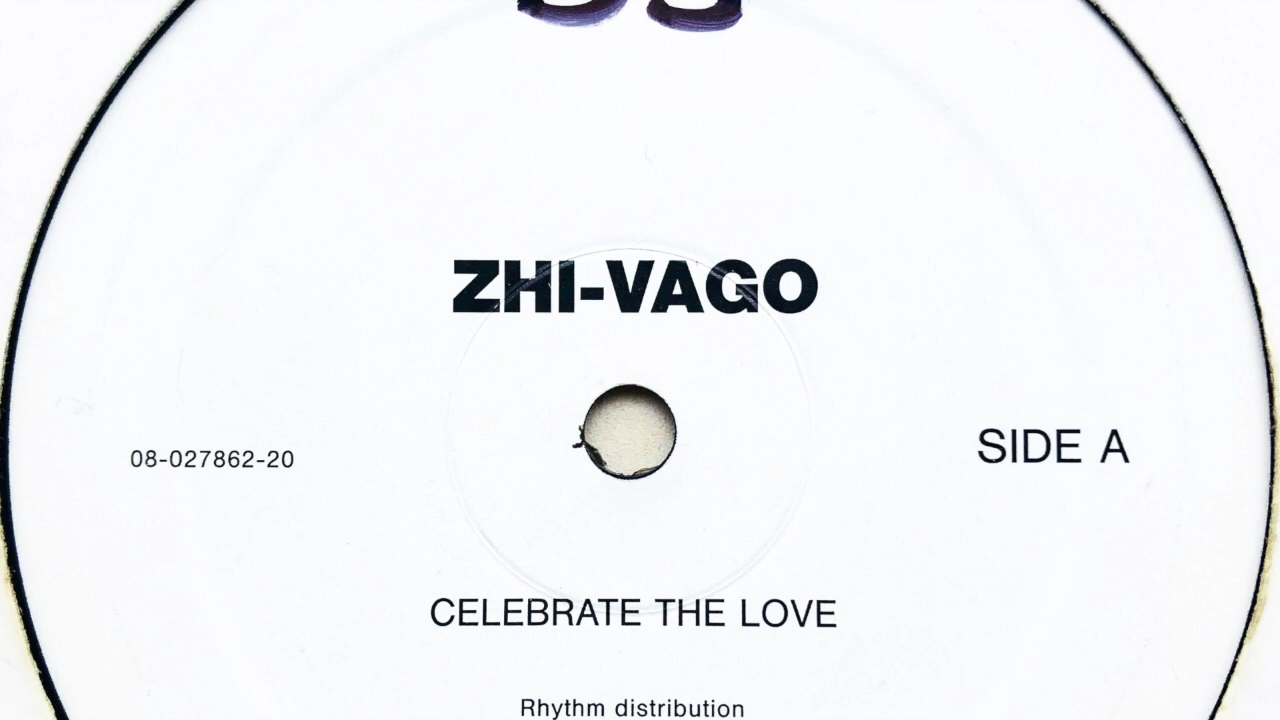 ZHI-VAGO
08-027862-20
SIDE A
CELEBRATE THE LOVE
Rhythm distribution